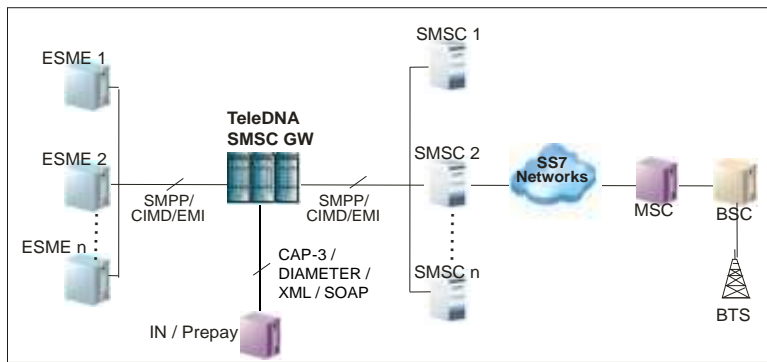 ESME 1
ESME 2
ESME n
TeleDNA
SMSC GW
SMPP/
CIMD/EMI
SMPP/
CIMD/EMI
CAP-3 /
DIAMETER /
XML / SOAP
IN / Prepay
SMSC 1
SMSC 2
SMSC n
SS7
Networks
MSC
BSC
BTS